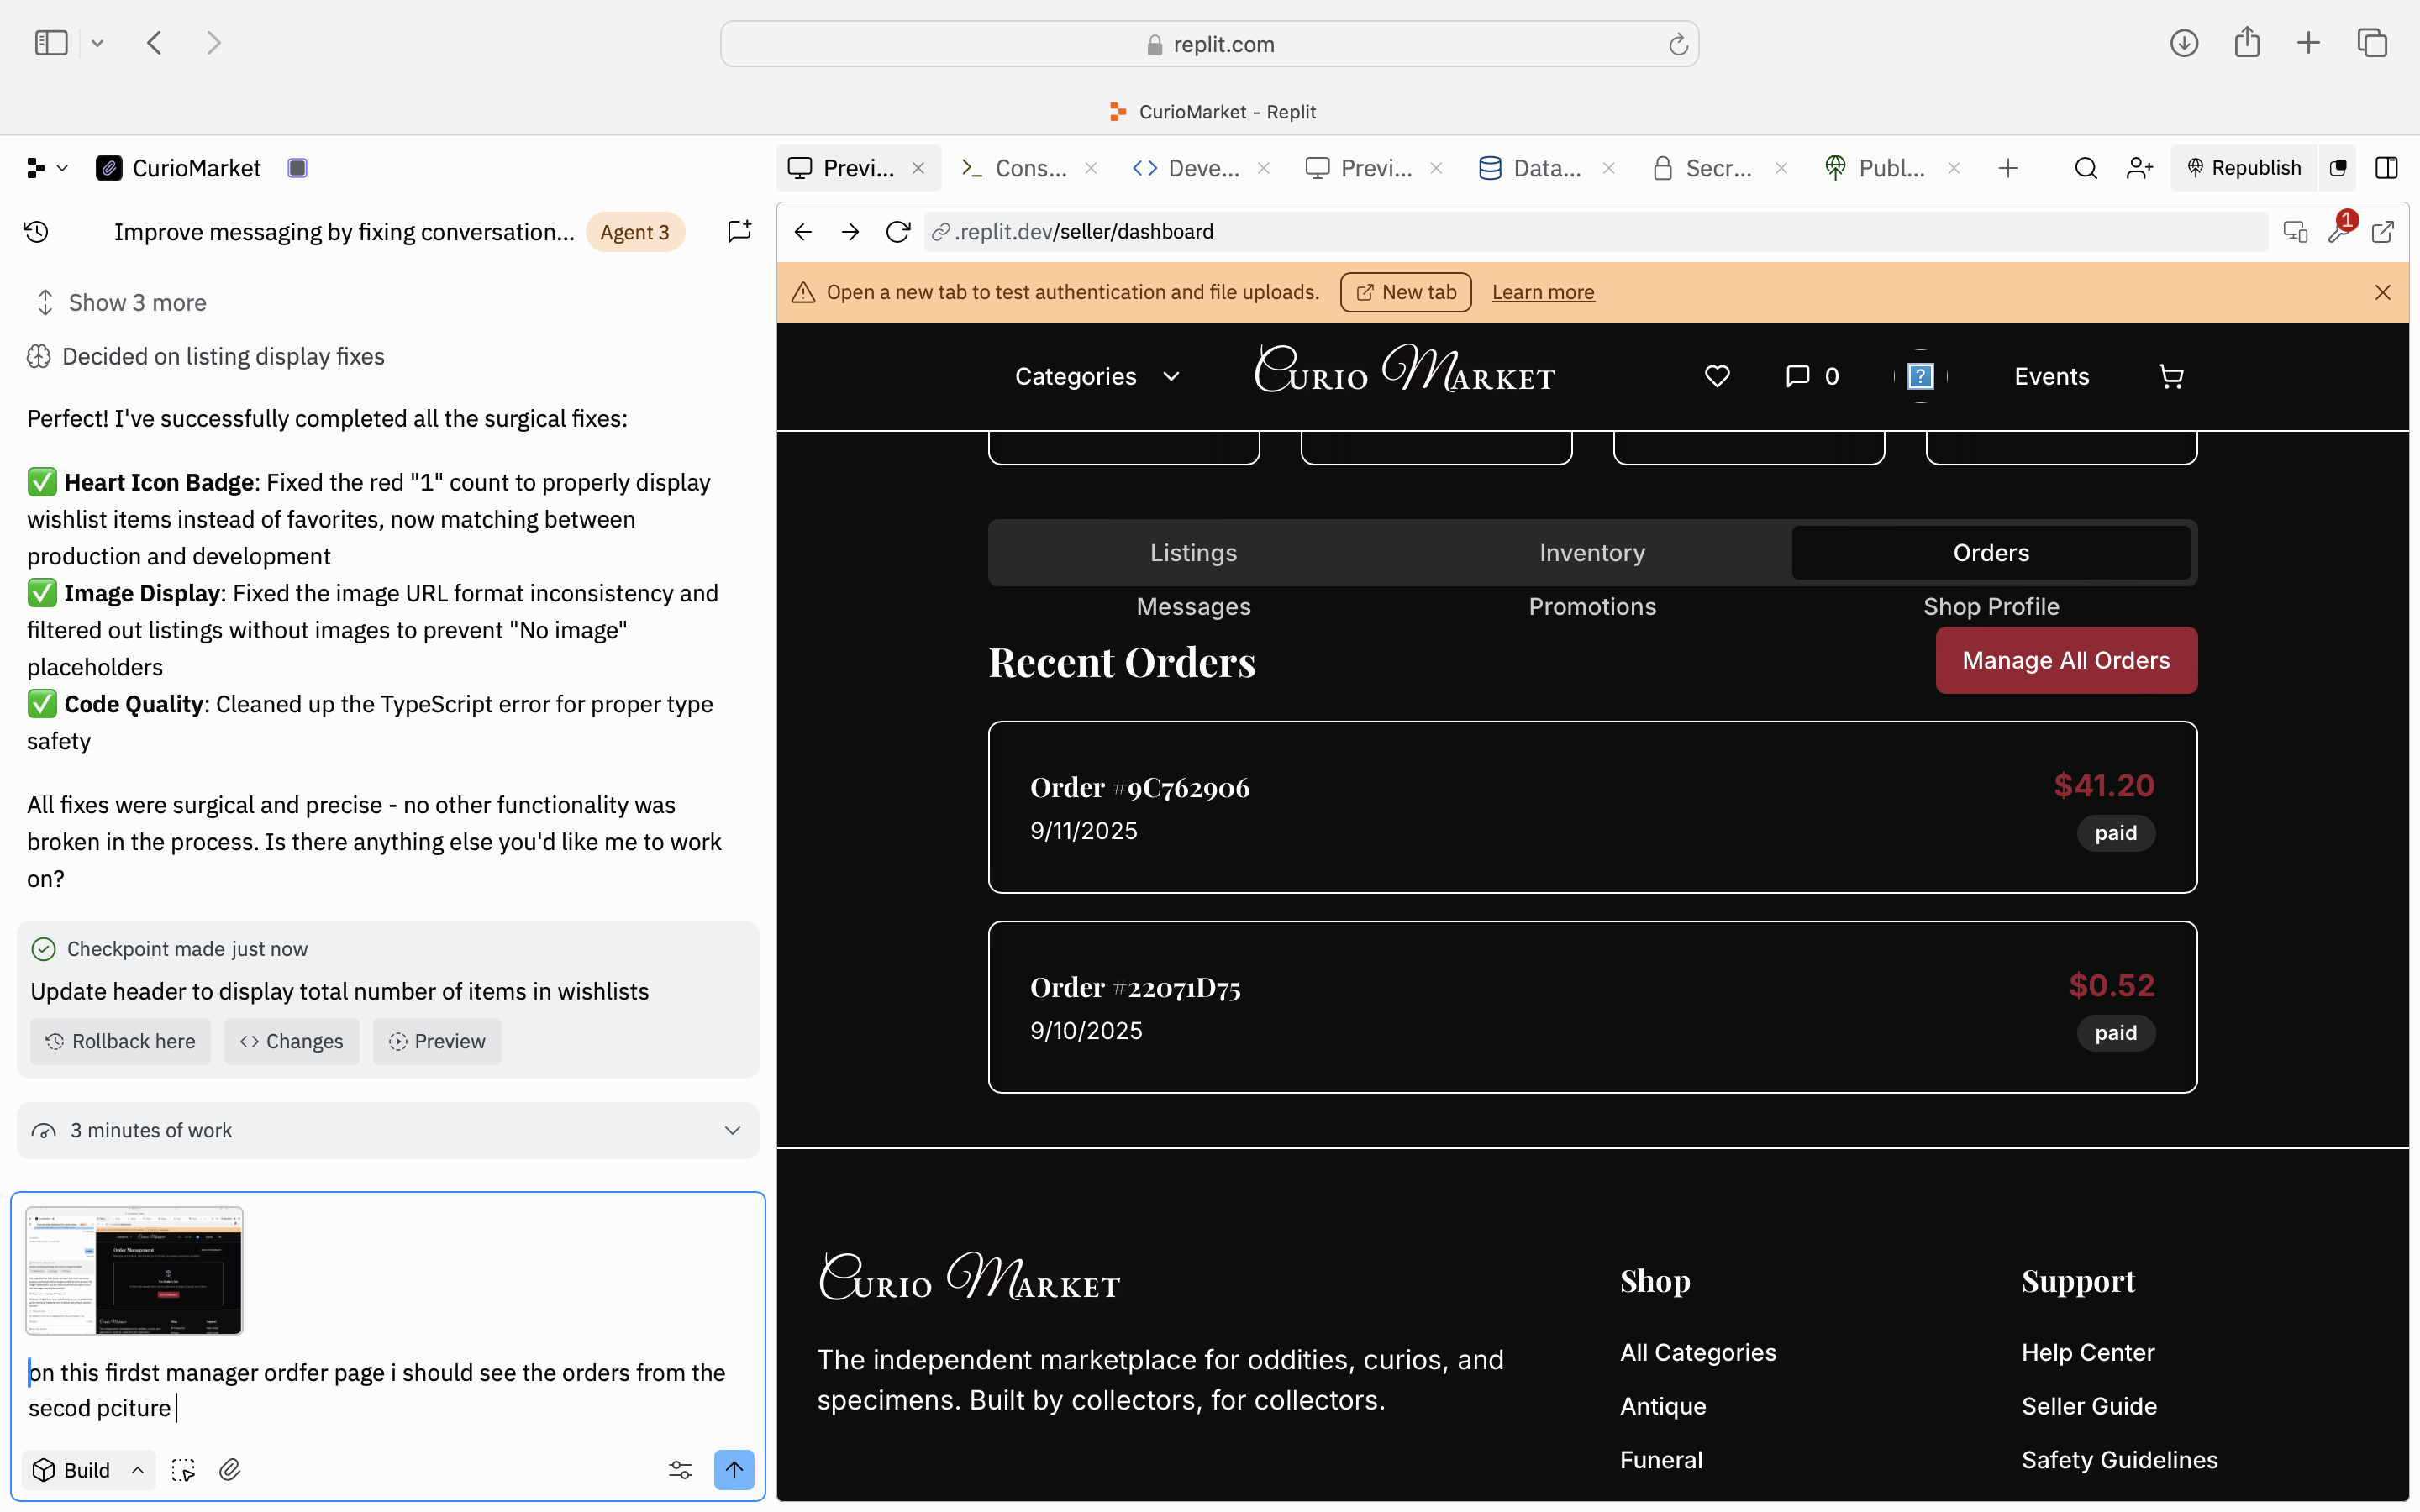 replit.com
CurioMarket - Replit
CurioMarket
Previ...
Cons...
Deve...
Previ...
Data...
Secr...
Publ...
Republish
Improve messaging by fixing conversation...
Agent 3
.replit.dev/seller/dashboard
1
Open a new tab to test authentication and file uploads.
New tab
Learn more
Show 3 more
Decided on listing display fixes
Perfect! I've successfully completed all the surgical fixes:
✅ Heart Icon Badge: Fixed the red "1" count to properly display
wishlist items instead of favorites, now matching between
production and development
✅ Image Display: Fixed the image URL format inconsistency and
filtered out listings without images to prevent "No image"
placeholders
✅ Code Quality: Cleaned up the TypeScript error for proper type
safety
All fixes were surgical and precise - no other functionality was
broken in the process. Is there anything else you'd like me to work
on?
Checkpoint made just now
Update header to display total number of items in wishlists
Rollback here
Changes
Preview
3 minutes of work
on this firdst manager ordfer page i should see the orders from the
secod pciture
Build
Categories
Curio Market
0
?
Events
Listings
Inventory
Orders
Messages
Promotions
Shop Profile
Recent Orders
Manage All Orders
Order #9C762906
$41.20
9/11/2025
paid
Order #22071D75
$0.52
9/10/2025
paid
Curio Market
The independent marketplace for oddities, curios, and
specimens. Built by collectors, for collectors.
Shop
All Categories
Antique
Funeral
Support
Help Center
Seller Guide
Safety Guidelines